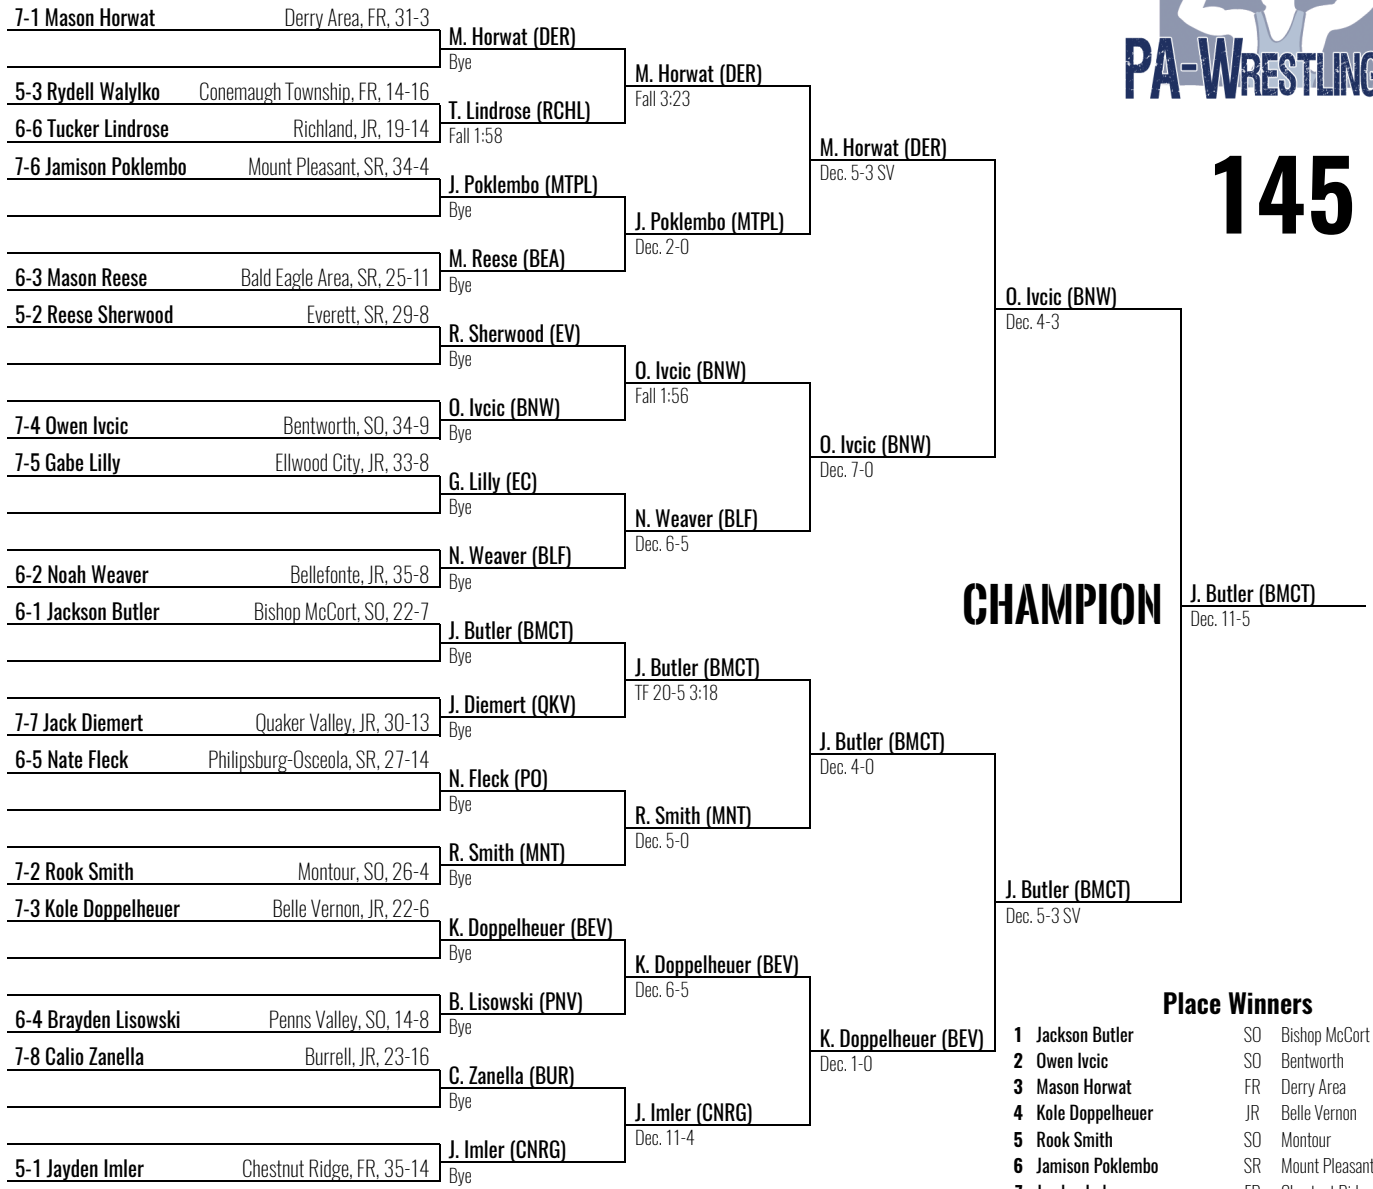 7-1 Mason Horwat Derry Area, FR, 31-3
M. Horwat (DER)
Bye
5-3 Rydell Walylko Conemaugh Township, FR, 14-16
M. Horwat (DER)
Fall 3:23
T. Lindrose (RCHL)
Fall 1:58
6-6 Tucker Lindrose Richland, JR, 19-14
7-6 Jamison Poklembo Mount Pleasant, SR, 34-4
M. Horwat (DER)
Dec. 5-3 SV
J. Poklembo (MTPL)
Bye
J. Poklembo (MTPL)
Dec. 2-0
M. Reese (BEA)
Bye
6-3 Mason Reese Bald Eagle Area, SR, 25-11
PA-WRESTLING
145
O. Ivcic (BNW)
Dec. 4-3
5-2 Reese Sherwood Everett, SR, 29-8
R. Sherwood (EV)
Bye
O. Ivcic (BNW)
Fall 1:56
O. Ivcic (BNW)
Bye
7-4 Owen Ivcic Bentworth, SO, 34-9
O. Ivcic (BNW)
Dec. 7-0
7-5 Gabe Lilly Ellwood City, JR, 33-8
G. Lilly (EC)
Bye
N. Weaver (BLF)
Dec. 6-5
N. Weaver (BLF)
Bye
6-2 Noah Weaver Bellefonte, JR, 35-8
CHAMPION
J. Butler (BMCT)
Dec. 11-5
6-1 Jackson Butler Bishop McCort, SO, 22-7
J. Butler (BMCT)
Bye
J. Butler (BMCT)
TF 20-5 3:18
J. Diemert (QKV)
Bye
7-7 Jack Diemert Quaker Valley, JR, 30-13
J. Butler (BMCT)
Dec. 4-0
6-5 Nate Fleck Philipsburg-Osceola, SR, 27-14
N. Fleck (PO)
Bye
R. Smith (MNT)
Dec. 5-0
R. Smith (MNT)
Bye
7-2 Rook Smith Montour, SO, 26-4
J. Butler (BMCT)
Dec. 5-3 SV
7-3 Kole Doppelheuer Belle Vernon, JR, 22-6
K. Doppelheuer (BEV)
Bye
K. Doppelheuer (BEV)
Dec. 6-5
B. Lisowski (PNV)
Bye
6-4 Brayden Lisowski Penns Valley, SO, 14-8
K. Doppelheuer (BEV)
Dec. 1-0
7-8 Calio Zanella Burrell, JR, 23-16
C. Zanella (BUR)
Bye
J. Imler (CNRG)
Dec. 11-4
J. Imler (CNRG)
Bye
5-1 Jayden Imler Chestnut Ridge, FR, 35-14
Place Winners
1 Jackson Butler SO Bishop McCort
2 Owen Ivcic SO Bentworth
3 Mason Horwat FR Derry Area
4 Kole Doppelheuer JR Belle Vernon
5 Rook Smith SO Montour
6 Jamison Poklembo SR Mount Pleasant